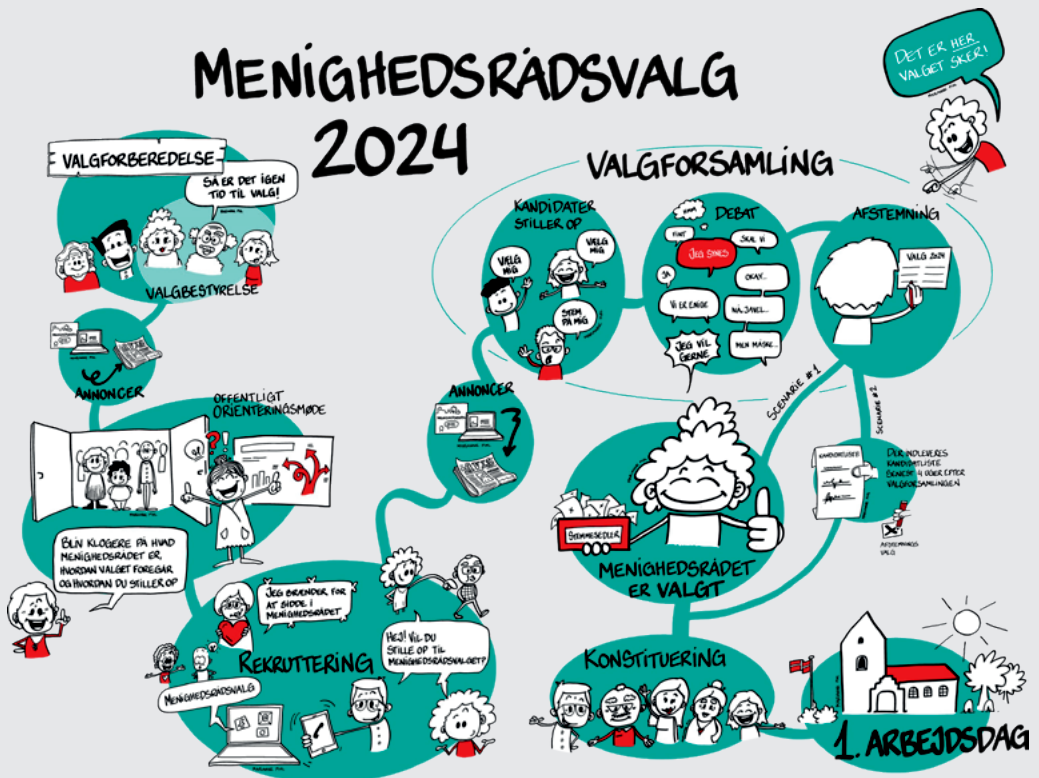 MENIGHEDSRÅDSVALG
2024
DET ER HER
VALGET SKER!
VALGFORBEREDELSE
SÅ ER DET IGEN
TID TIL VALG!
VALGBESTYRELSE
ANNONCER
OFFENTLIGT
ORIENTERINGSMØDE
?!
BLIV KLOGERE PÅ HVAD
MENIGHEDSRÅDET ER,
HVORDAN VALGET FOREGÅR
OG HVORDAN DU STILLER OP
JEG BRÆNDER FOR
AT SIDDE I
MENIGHEDSRÅDET
REKRUTTERING
MENIGHEDSRÅDSVALG
HEJ! VIL DU
STILLE OP TIL
MENIGHEDSRÅDSVALGET?
ANNONCER
VALGFORSAMLING
KANDIDATER
STILLER OP
VÆLG
MIG
VÆLG
MIG
STEM
PÅ MIG
DEBAT
FINT
SKAL VI
JEG SYNES
JA
OKAY..
VI ER ENIGE
NÅ JAVEL..
JEG VIL
GERNE
MEN MÅSKE..
AFSTEMNING
VALG 2024
SCENARIE #1
SCENARIE #2
KANDIDATLISTE
DER INDLEVERES
KANDIDATLISTE
SENEST 4 UGER EFTER
VALGFORSAMLINGEN
AFSTEMNINGS
VALG
STEMMESEDLER
MENIGHEDSRÅDET
ER VALGT
KONSTITUERING
1. ARBEJDSDAG